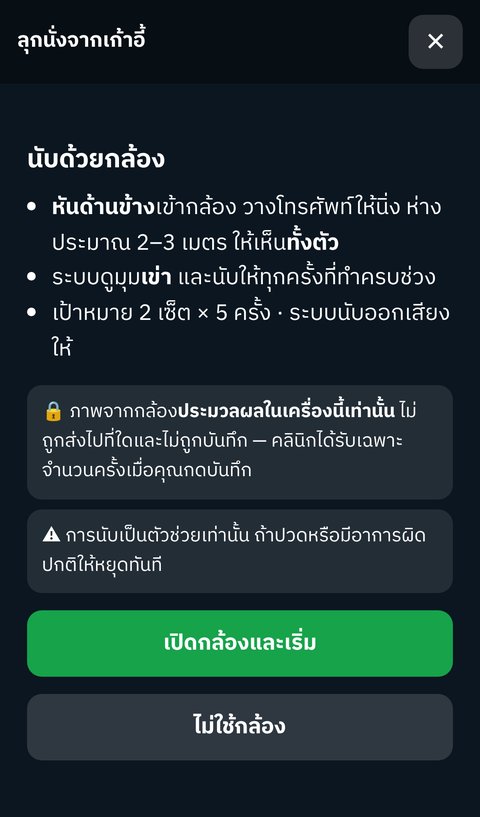 ลุกนั่งจากเก้าอี้
นับด้วยกล้อง
• หันด้านข้างเข้ากล้อง วางโทรศัพท์ให้นิ่ง ห่าง
ประมาณ 2–3 เมตร ให้เห็นทั้งตัว
• ระบบดูมุมเข่า และนับให้ทุกครั้งที่ทำครบช่วง
• เป้าหมาย 2 เซ็ต × 5 ครั้ง · ระบบนับออกเสียง
ให้
🔒 ภาพจากกล้องประมวลผลในเครื่องนี้เท่านั้น ไม่
ถูกส่งไปที่ใดและไม่ถูกบันทึก — คลินิกได้รับเฉพาะ
จำนวนครั้งเมื่อคุณกดบันทึก
⚠ การนับเป็นตัวช่วยเท่านั้น ถ้าปวดหรือมีอาการผิด
ปกติให้หยุดทันที
เปิดกล้องและเริ่ม
ไม่ใช้กล้อง